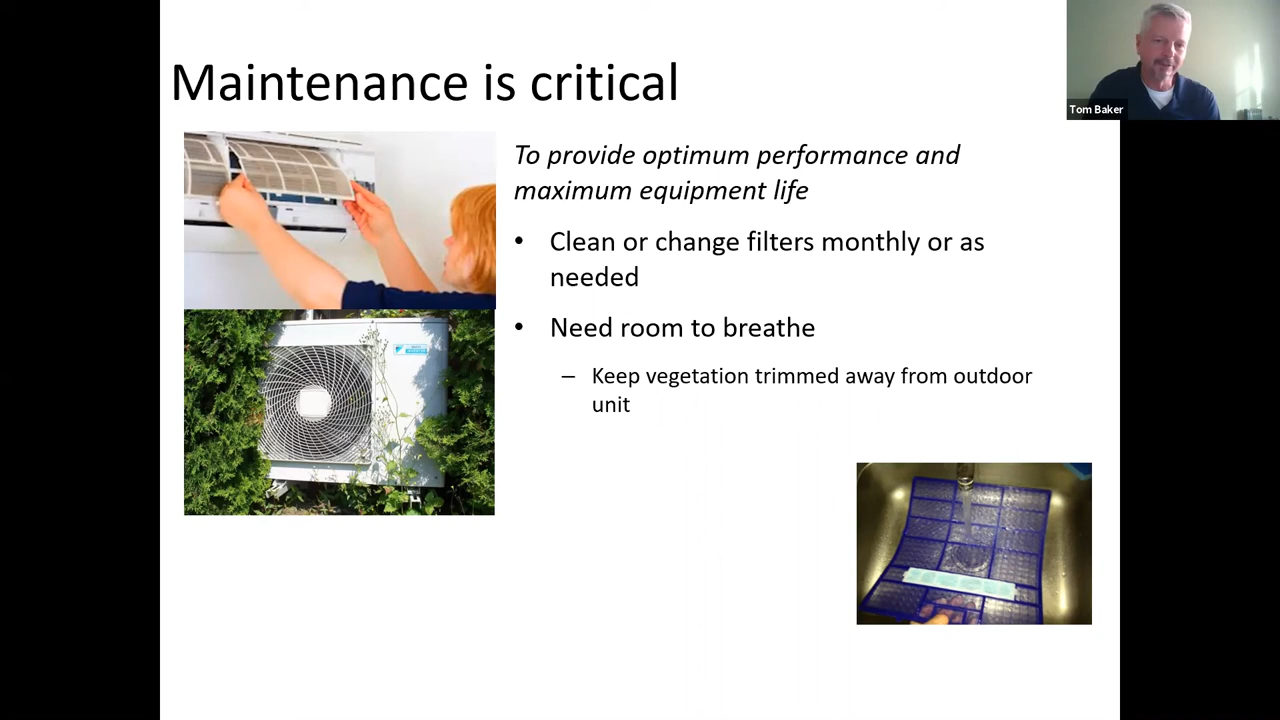 Maintenance is critical
Tom Baker
To provide optimum performance and
maximum equipment life
• Clean or change filters monthly or as
needed
• Need room to breathe
– Keep vegetation trimmed away from outdoor
unit